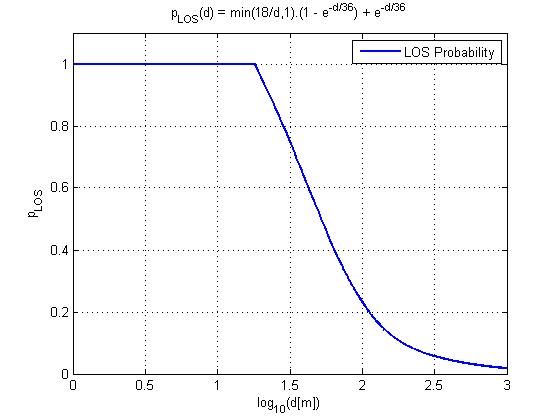 p_LOS(d) = min(18/d,1).(1 - e^-d/36) + e^-d/36
LOS Probability
1
0.8
0.6
0.4
0.2
0
p_LOS
0 0.5 1 1.5 2 2.5 3
log_10(d[m])